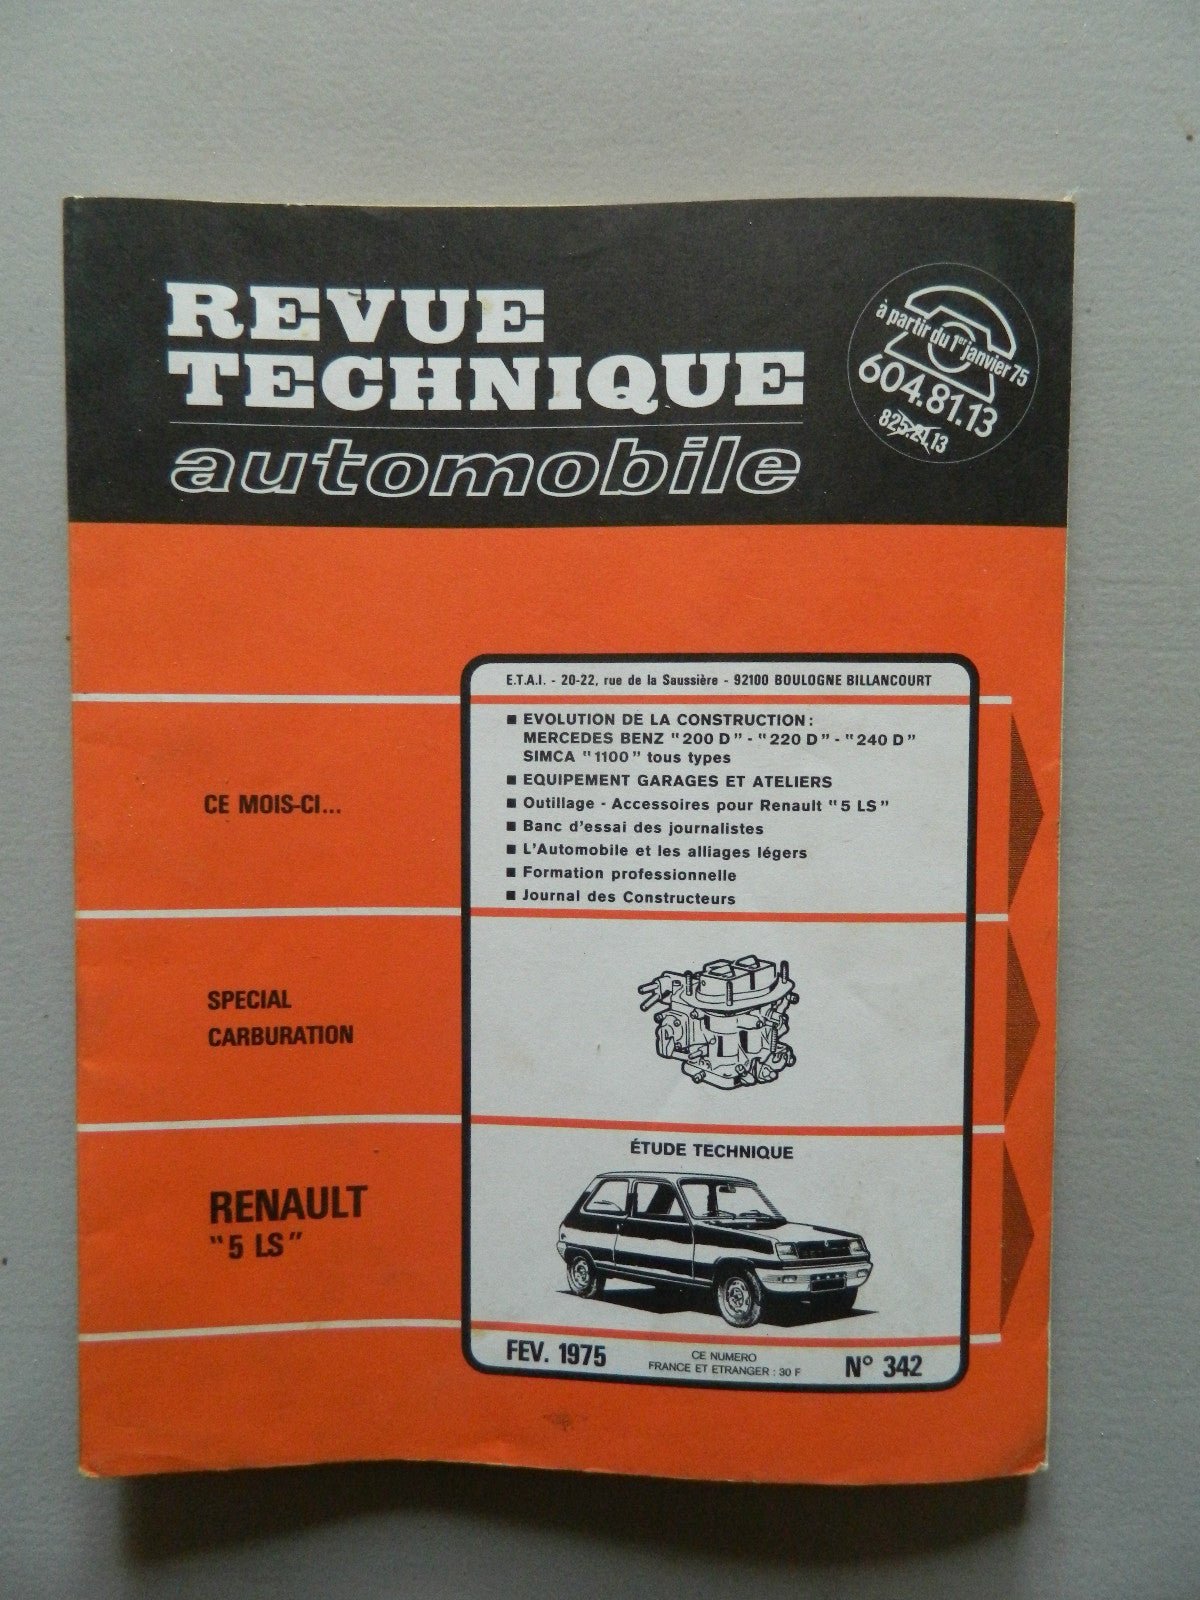 REVUE
TECHNIQUE
automobile
à partir du 1er janvier 75
604.81.13
825.21.13
E.T.A.I. - 20-22, rue de la Saussière - 92100 BOULOGNE BILLANCOURT
CE MOIS-CI...
■ EVOLUTION DE LA CONSTRUCTION :
MERCEDES BENZ "200 D" - "220 D" - "240 D"
SIMCA "1100" tous types
■ EQUIPEMENT GARAGES ET ATELIERS
■ Outillage - Accessoires pour Renault "5 LS"
■ Banc d'essai des journalistes
■ L'Automobile et les alliages légers
■ Formation professionnelle
■ Journal des Constructeurs
SPECIAL
CARBURATION
ÉTUDE TECHNIQUE
RENAULT
"5 LS"
FEV. 1975
CE NUMERO
FRANCE ET ETRANGER : 30 F
N° 342